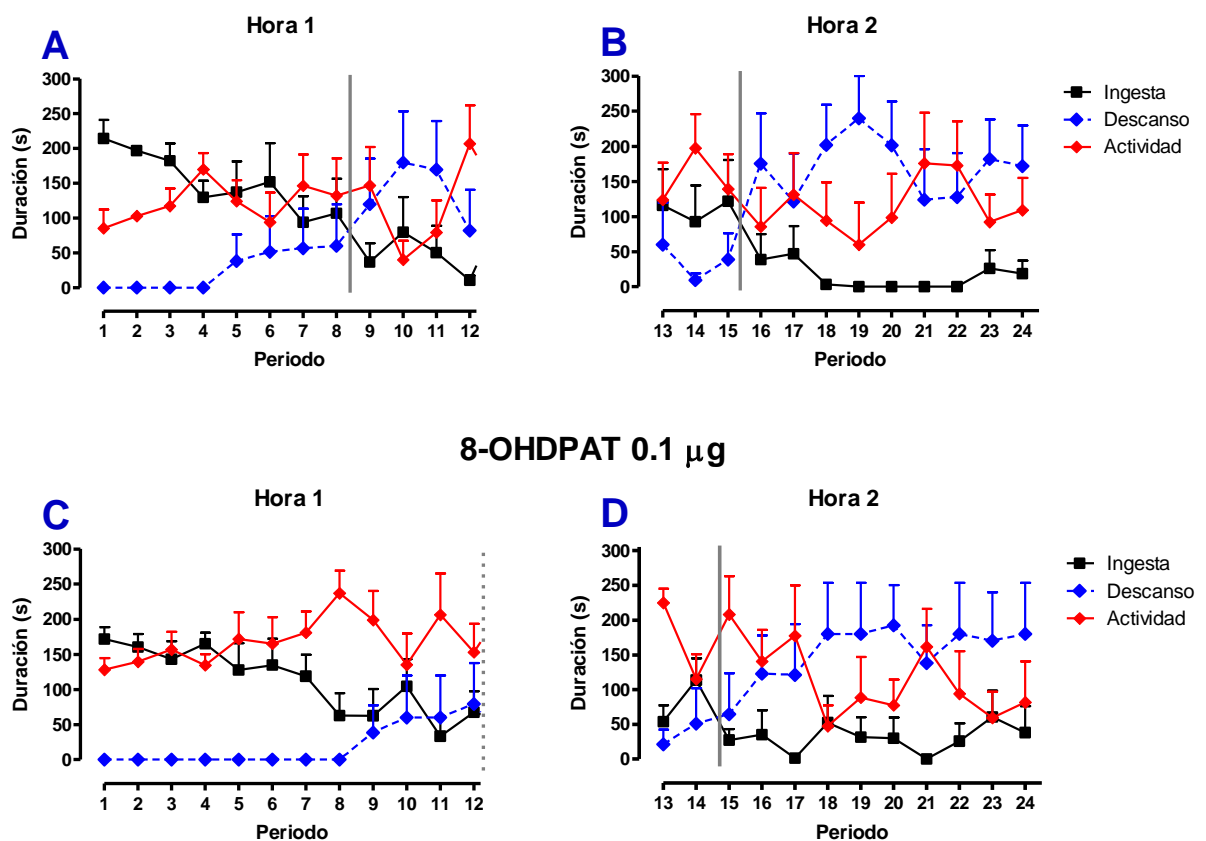 Hora 1
A
Duración (s)
300
250
200
150
100
50
0
1 2 3 4 5 6 7 8 9 10 11 12
Periodo
Hora 2
B
Duración (s)
300
250
200
150
100
50
0
13 14 15 16 17 18 19 20 21 22 23 24
Periodo
Ingesta
Descanso
Actividad
8-OHDPAT 0.1 μg
Hora 1
C
Duración (s)
300
250
200
150
100
50
0
1 2 3 4 5 6 7 8 9 10 11 12
Periodo
Hora 2
D
Duración (s)
300
250
200
150
100
50
0
13 14 15 16 17 18 19 20 21 22 23 24
Periodo
Ingesta
Descanso
Actividad